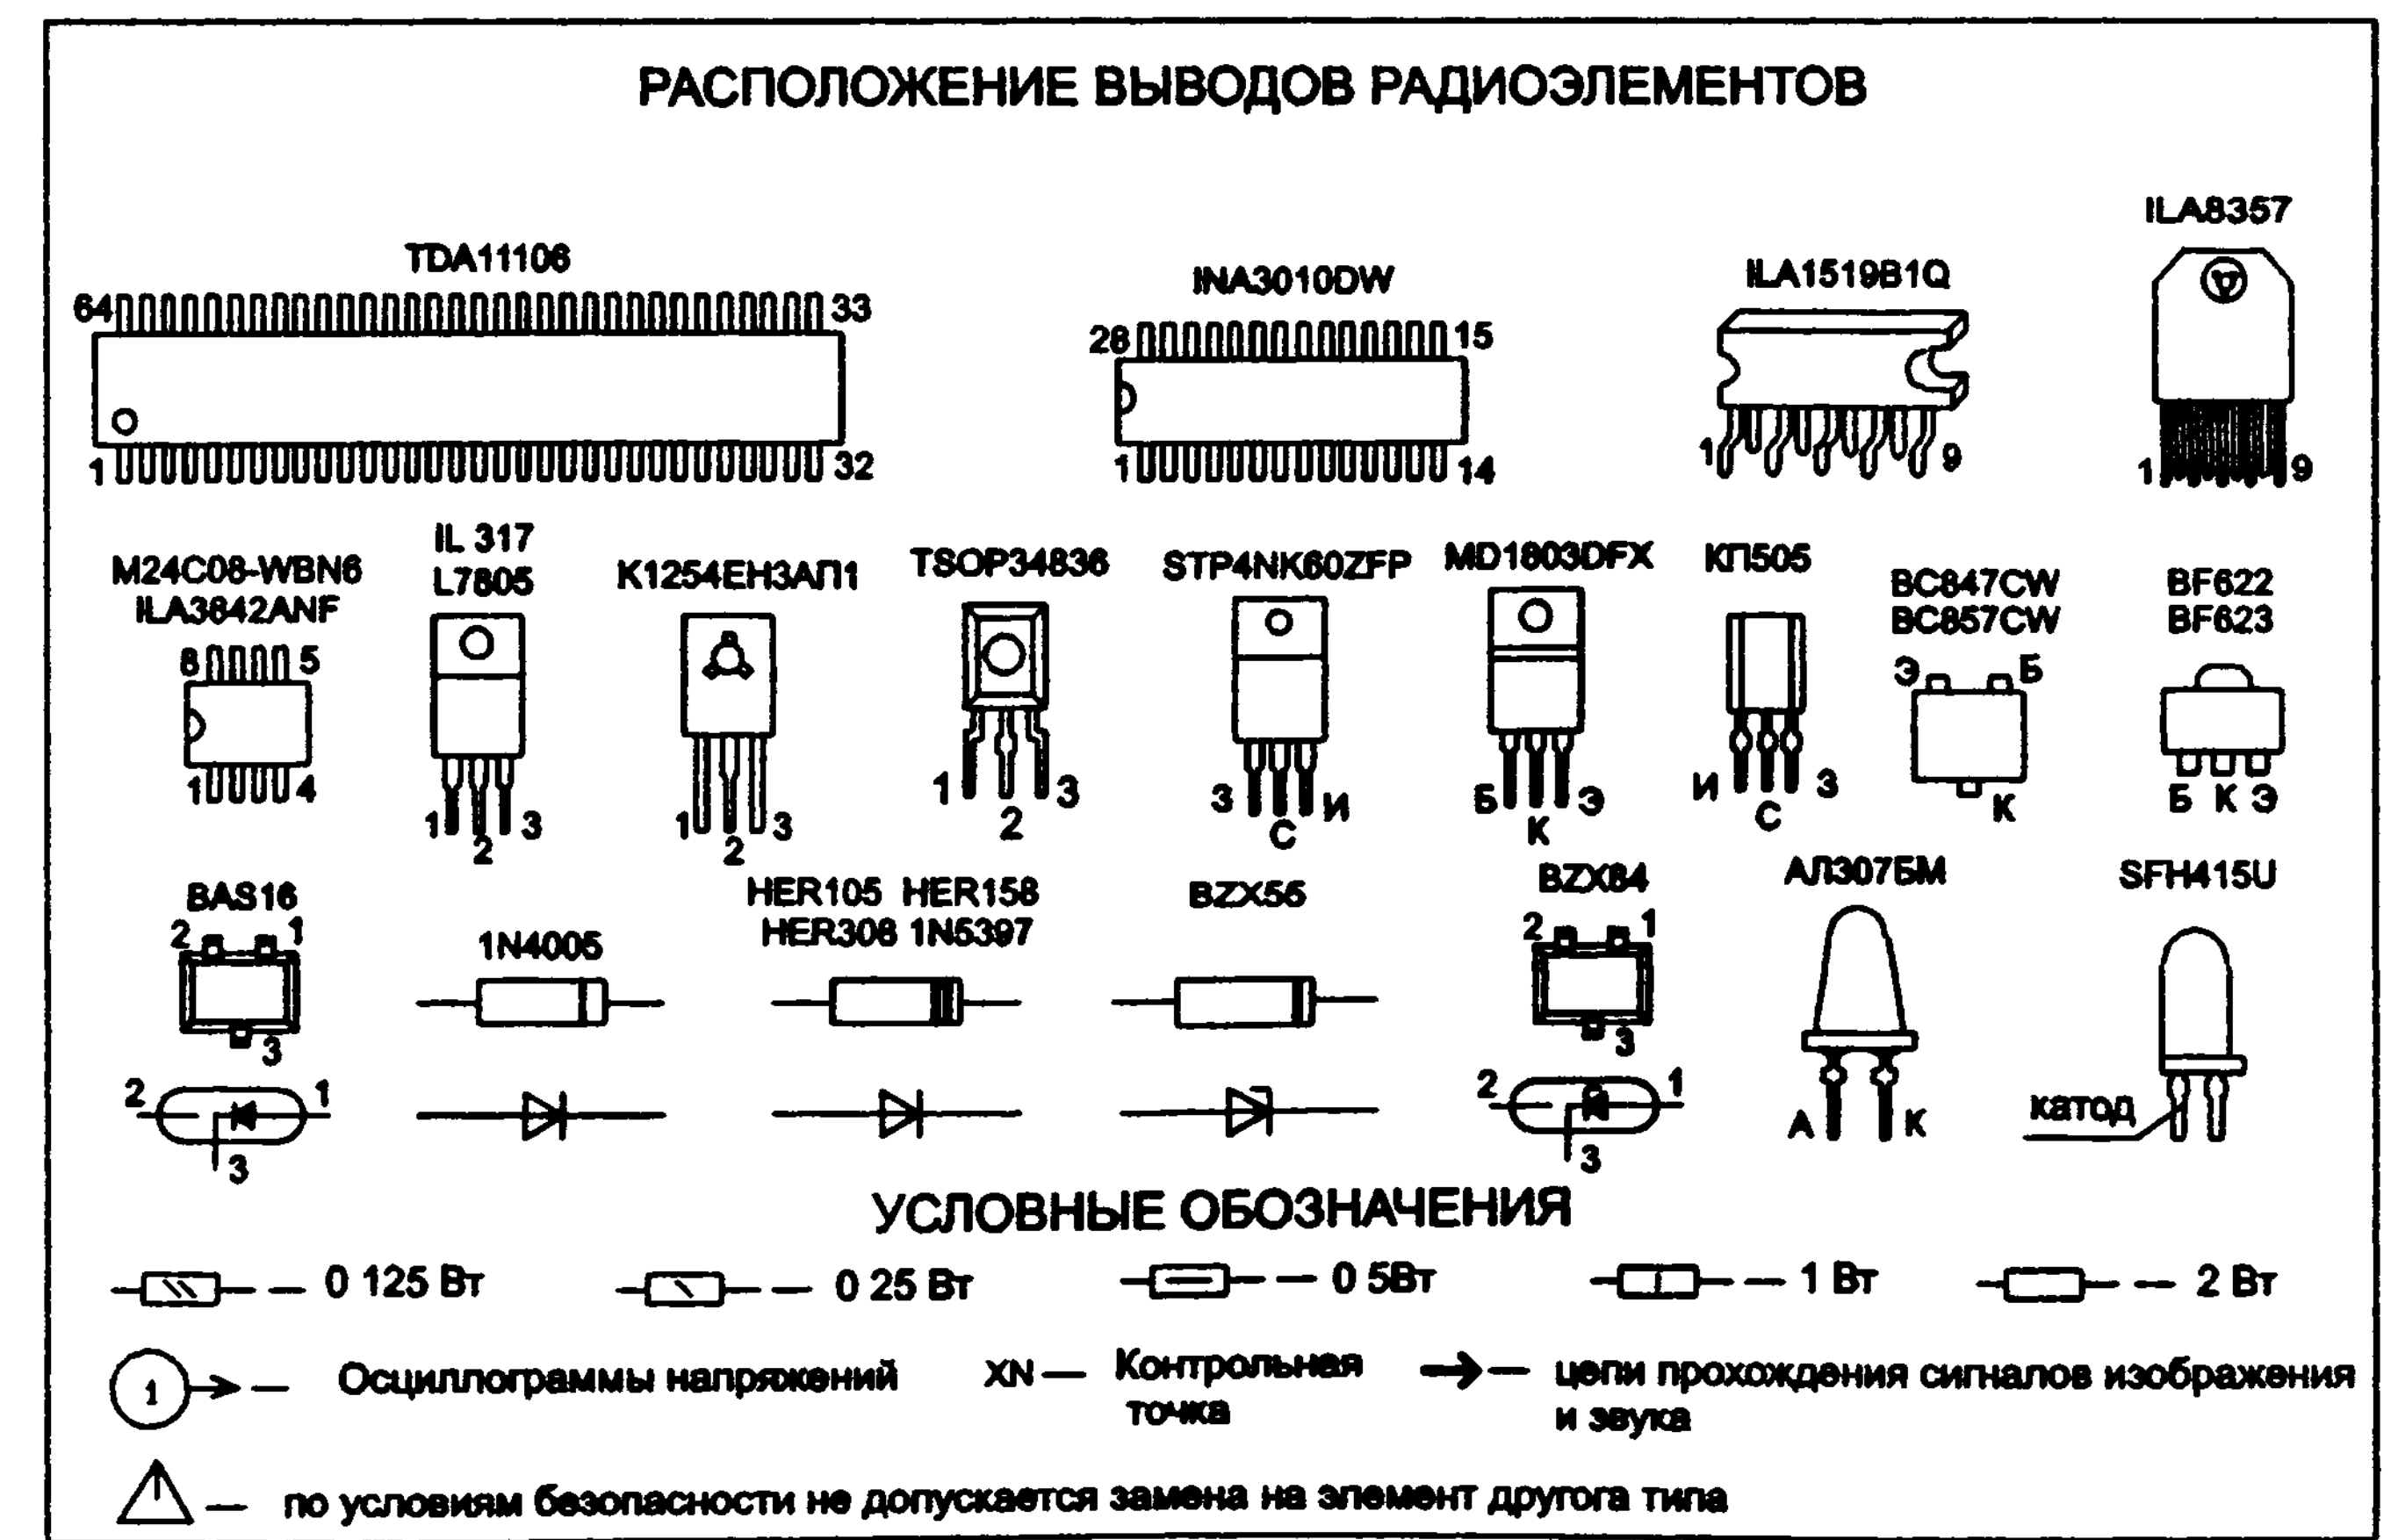 РАСПОЛОЖЕНИЕ ВЫВОДОВ РАДИОЭЛЕМЕНТОВ
ILA8357
TDA11106
INA3010DW
ILA1519B1Q
64
33
28
15
1
32
1
14
1
9
1
9
M24C08-WBN6
ILA3842ANF
IL 317
L7805
К1254ЕН3АП1
TSOP34836
STP4NK60ZFP
MD1803DFX
КП505
BC847CW
BC857CW
BF622
BF623
8
5
1
4
1
2
3
1
2
3
1
2
3
З
С
И
Б
К
Э
И
С
З
Э
Б
К
Б К Э
BAS16
1N4005
HER105 HER158
HER308 1N5397
BZX55
BZX84
АЛ307БМ
SFH415U
2
1
3
2
1
3
2
1
3
2
1
3
А
К
катод
УСЛОВНЫЕ ОБОЗНАЧЕНИЯ
— 0 125 Вт
— 0 25 Вт
— 0 5Вт
— 1 Вт
— 2 Вт
1 — Осциллограммы напряжений
XN — Контрольная
точка
— цепи прохождения сигналов изображения
и звука
— по условиям безопасности не допускается замена на элемент другога типа